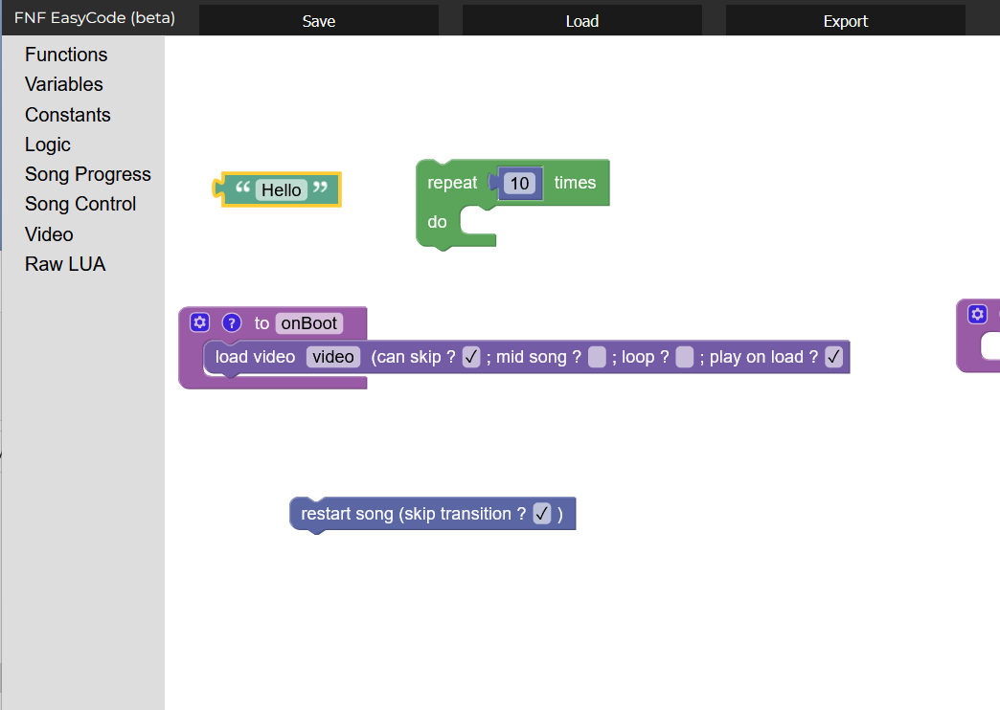 FNF EasyCode (beta)
Save
Load
Export
Functions
Variables
Constants
Logic
Song Progress
Song Control
Video
Raw LUA
“ Hello ”
repeat 10 times
do
? to onBoot
load video video (can skip ? ✓ ; mid song ? ; loop ? ; play on load ? ✓
restart song (skip transition ? ✓ )